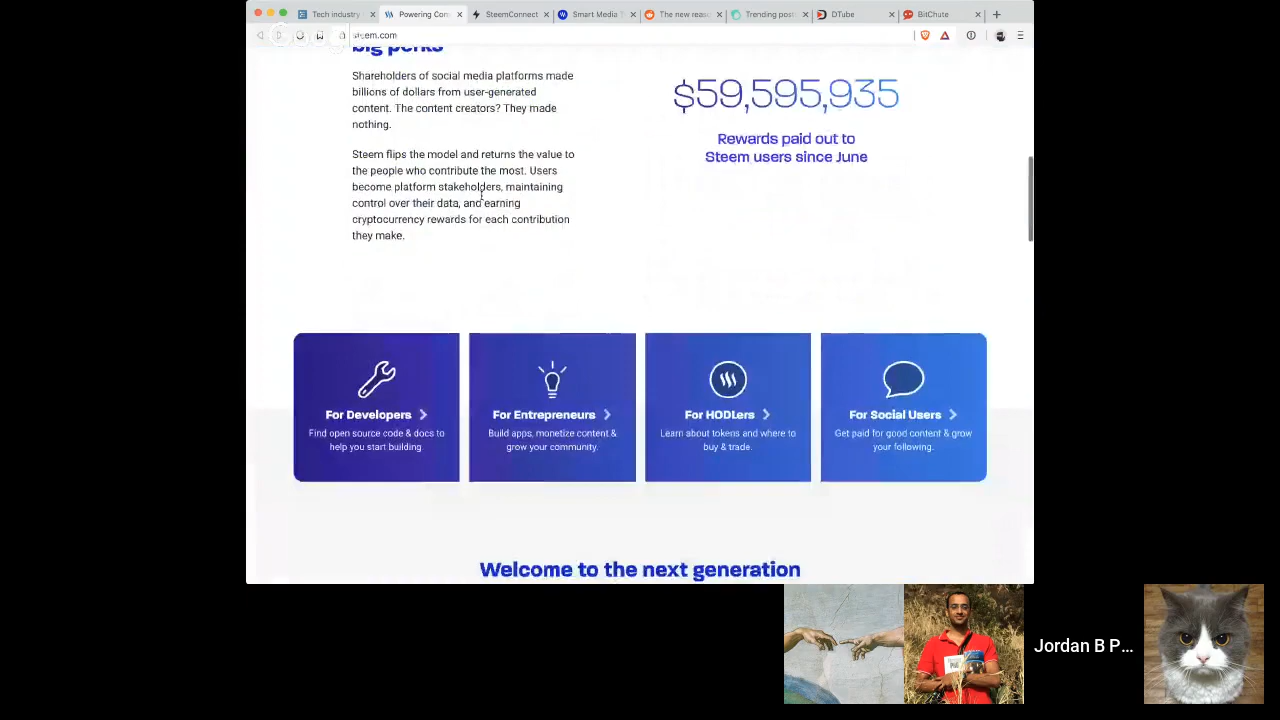 Tech industry
Powering Con
SteemConnect
Smart Media T
The new reas
Trending post
DTube
BitChute
steem.com
big perks
Shareholders of social media platforms made
billions of dollars from user-generated
content. The content creators? They made
nothing.
Steem flips the model and returns the value to
the people who contribute the most. Users
become platform stakeholders, maintaining
control over their data, and earning
cryptocurrency rewards for each contribution
they make.
$59,595,935
Rewards paid out to
Steem users since June
For Developers
Find open source code & docs to
help you start building
For Entrepreneurs
Build apps, monetize content &
grow your community.
For HODLers
Learn about tokens and where to
buy & trade.
For Social Users
Get paid for good content & grow
your following.
Welcome to the next generation
Jordan B P...